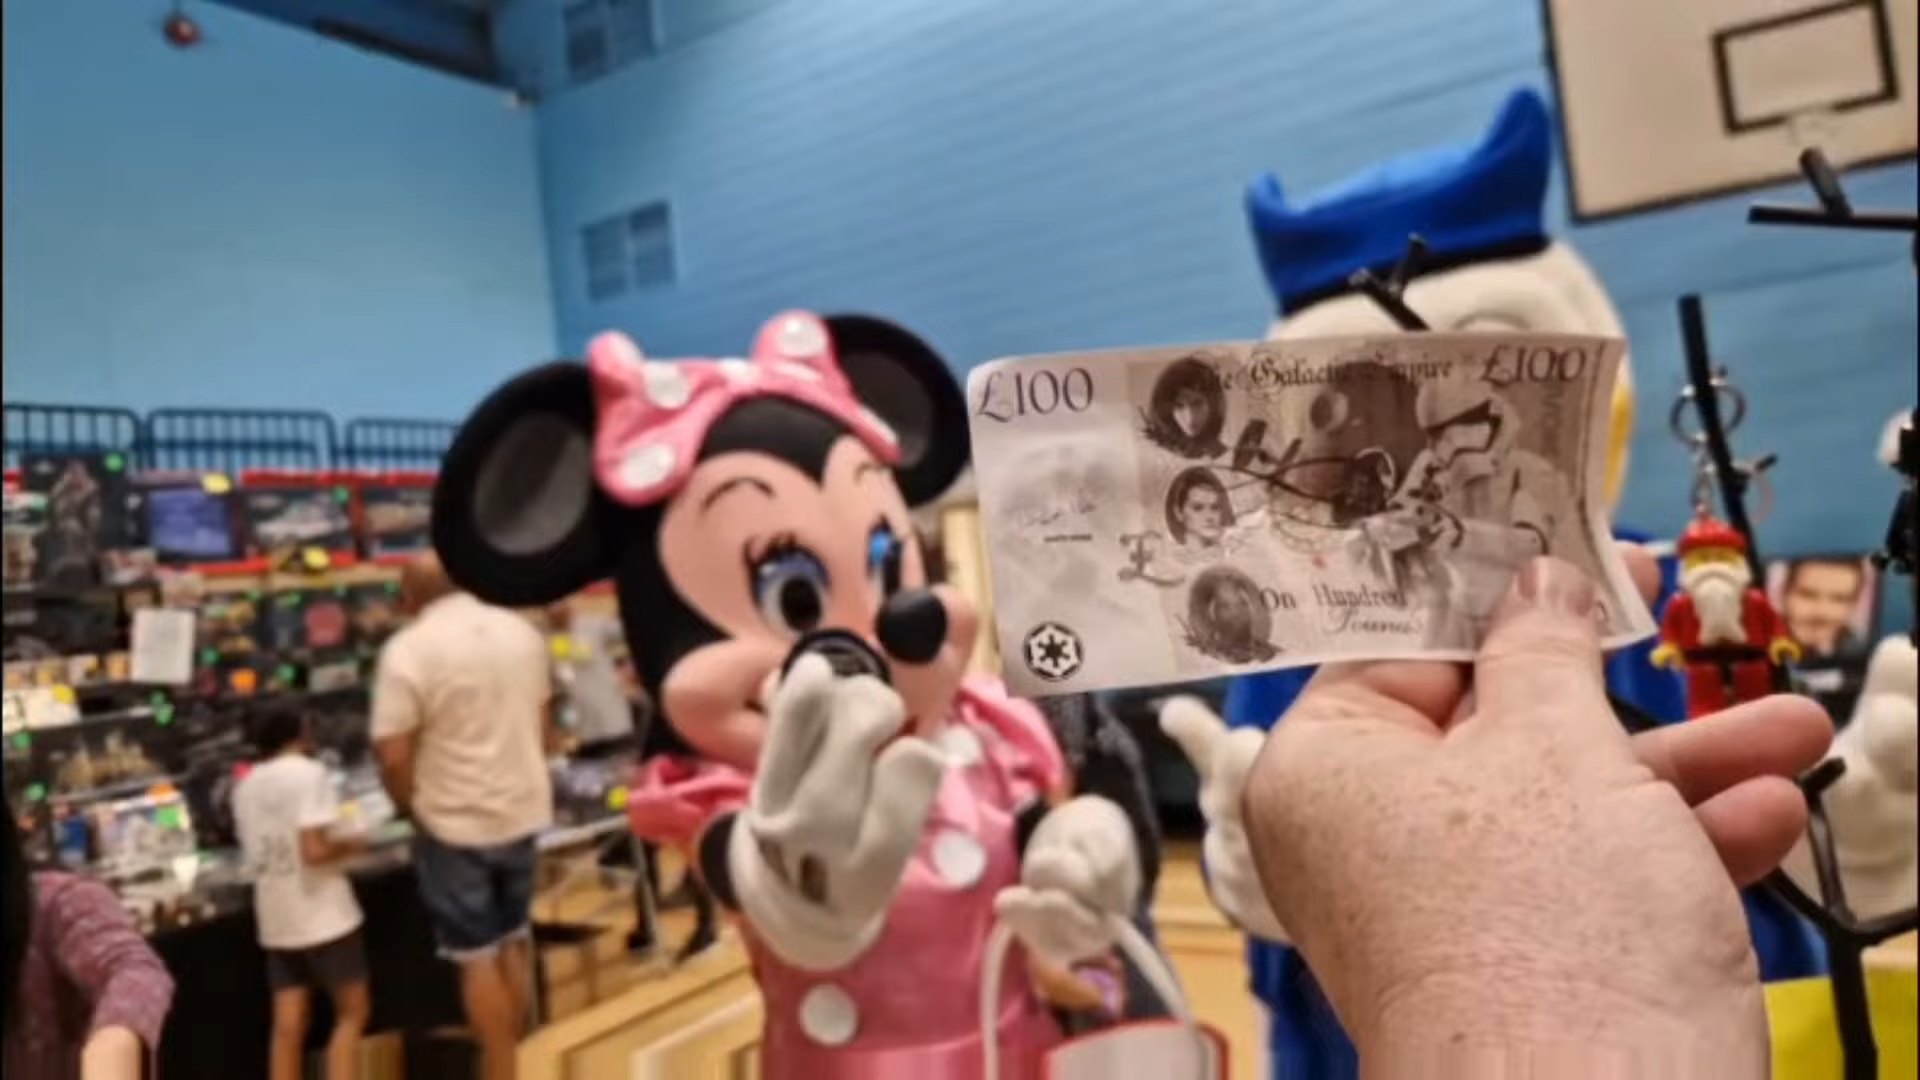 £100
The Galactic Empire
£100
£
On Hundred
Pounds